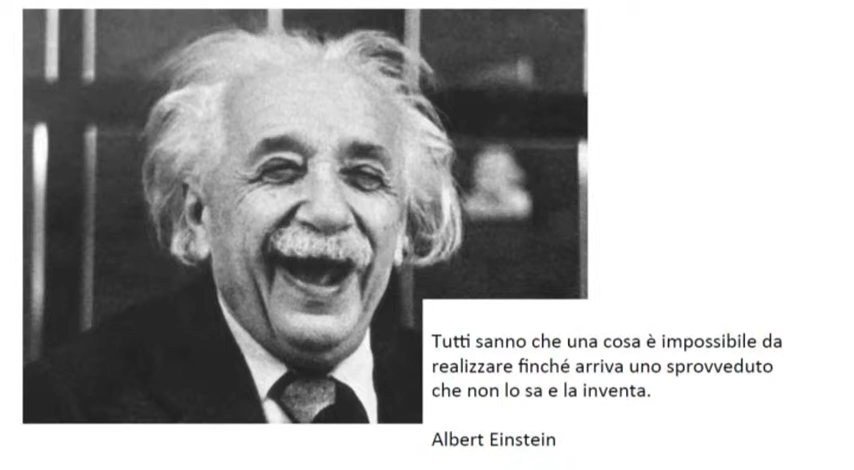 Tutti sanno che una cosa è impossibile da
realizzare finché arriva uno sprovveduto
che non lo sa e la inventa.
Albert Einstein